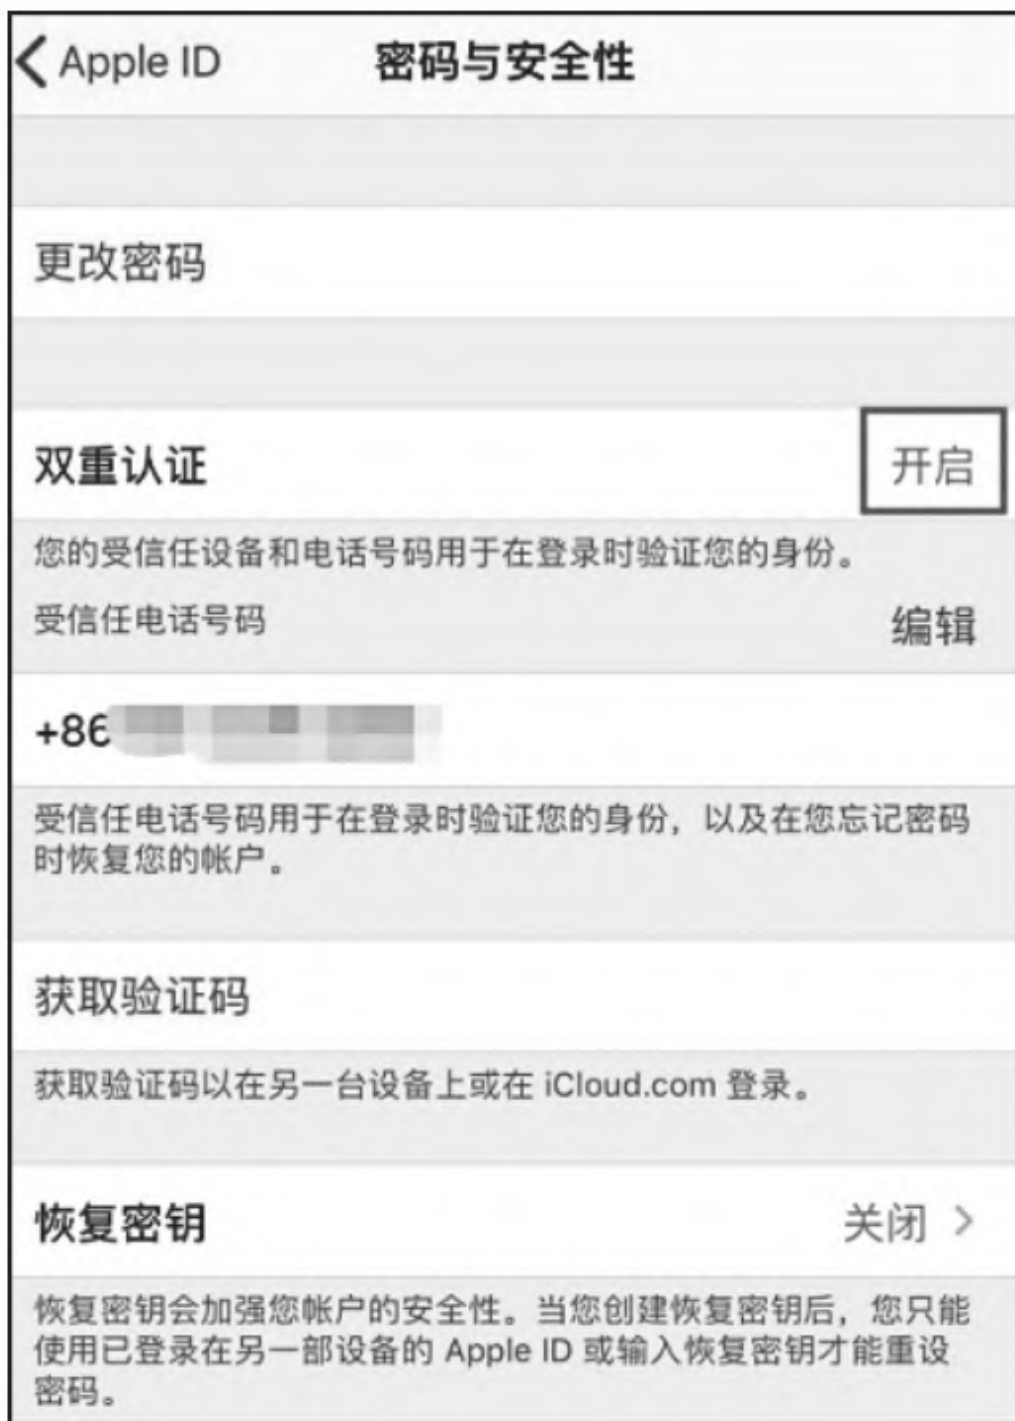 Apple ID 密码与安全性
更改密码
双重认证 开启
您的受信任设备和电话号码用于在登录时验证您的身份。
受信任电话号码 编辑
+86
受信任电话号码用于在登录时验证您的身份，以及在您忘记密码
时恢复您的帐户。
获取验证码
获取验证码以在另一台设备上或在 iCloud.com 登录。
恢复密钥 关闭
恢复密钥会加强您帐户的安全性。当您创建恢复密钥后，您只能
使用已登录在另一部设备的 Apple ID 或输入恢复密钥才能重设
密码。